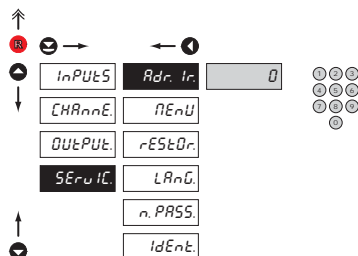 R
InPUtS
Adr. Ir.
0
1 2 3
CHAnnE.
MEnU
4 5 6
7 8 9
OUtPUt.
rEStOr.
0
SErvIC.
LAnG.
n. PASS.
IdEnt.